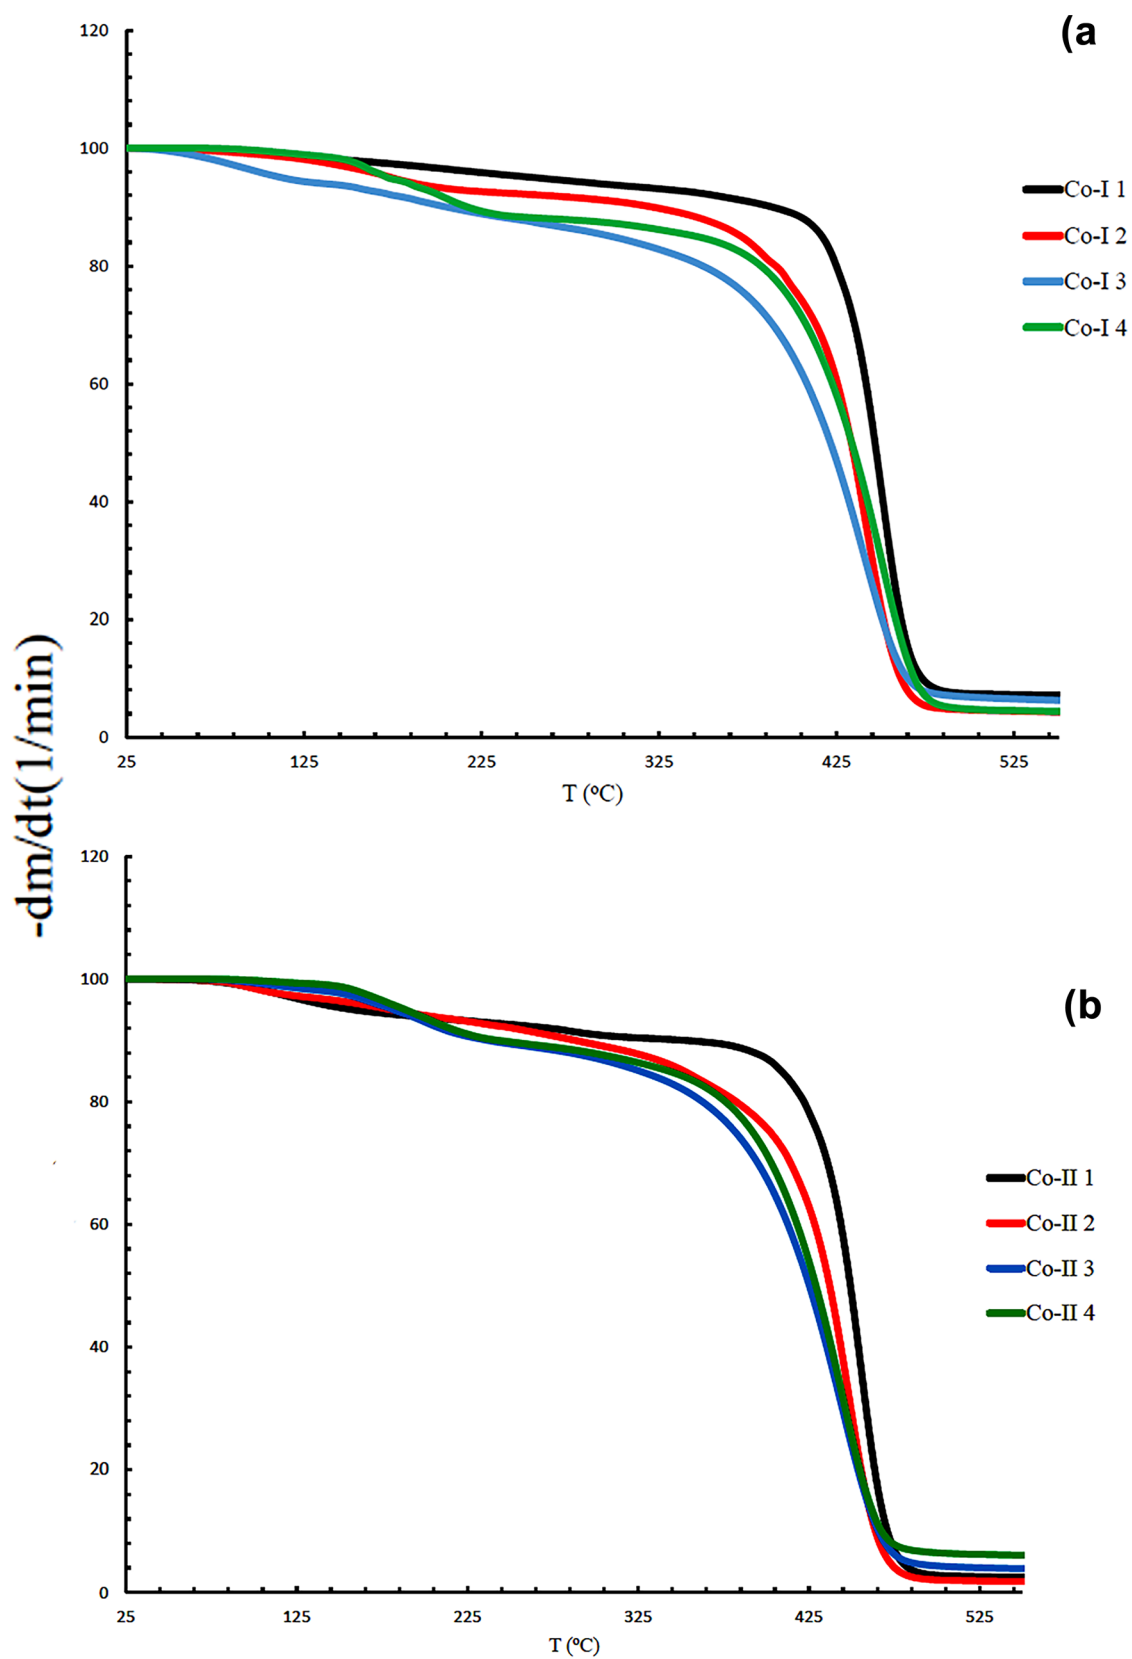 (a
120
100
80
60
40
20
0
25 125 225 325 425 525
T (ºC)
Co-I 1
Co-I 2
Co-I 3
Co-I 4
-dm/dt(1/min)
120
100
80
60
40
20
0
25 125 225 325 425 525
T (ºC)
(b
Co-II 1
Co-II 2
Co-II 3
Co-II 4